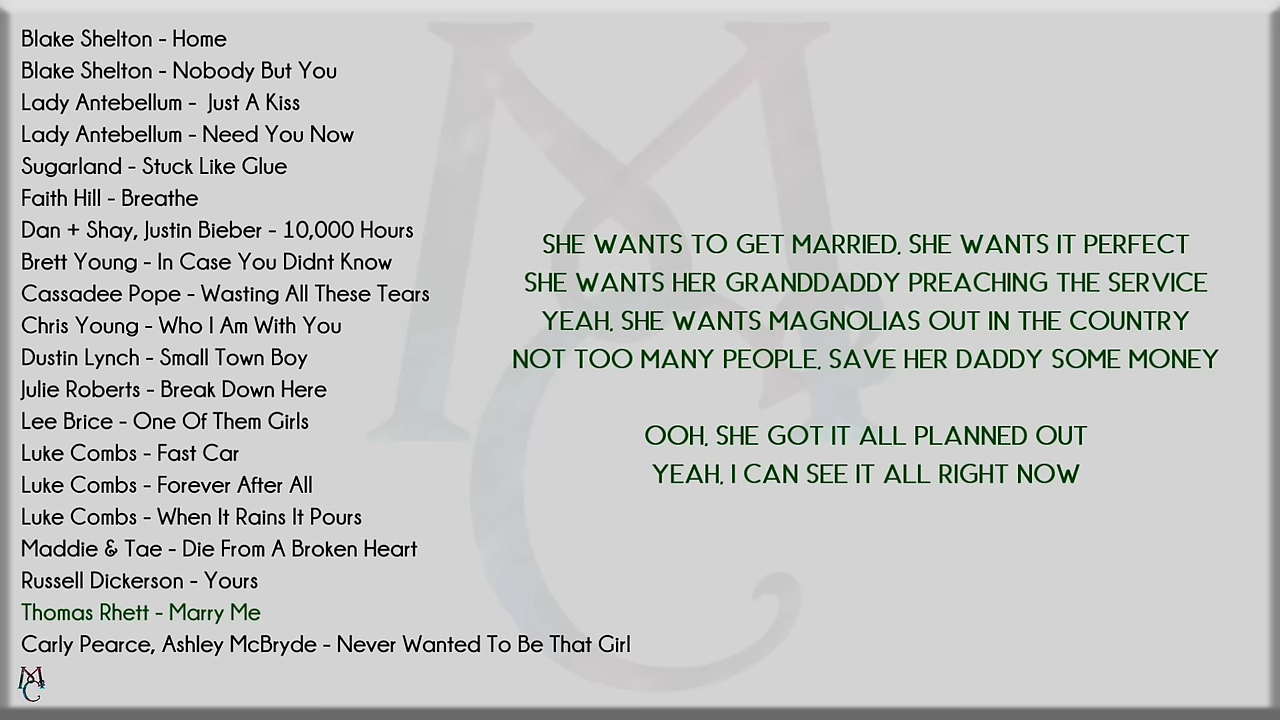 Blake Shelton - Home
Blake Shelton - Nobody But You
Lady Antebellum -  Just A Kiss
Lady Antebellum - Need You Now
Sugarland - Stuck Like Glue
Faith Hill - Breathe
Dan + Shay, Justin Bieber - 10,000 Hours
Brett Young - In Case You Didnt Know
Cassadee Pope - Wasting All These Tears
Chris Young - Who I Am With You
Dustin Lynch - Small Town Boy
Julie Roberts - Break Down Here
Lee Brice - One Of Them Girls
Luke Combs - Fast Car
Luke Combs - Forever After All
Luke Combs - When It Rains It Pours
Maddie & Tae - Die From A Broken Heart
Russell Dickerson - Yours
Thomas Rhett - Marry Me
Carly Pearce, Ashley McBryde - Never Wanted To Be That Girl
SHE WANTS TO GET MARRIED, SHE WANTS IT PERFECT
SHE WANTS HER GRANDDADDY PREACHING THE SERVICE
YEAH, SHE WANTS MAGNOLIAS OUT IN THE COUNTRY
NOT TOO MANY PEOPLE, SAVE HER DADDY SOME MONEY
OOH, SHE GOT IT ALL PLANNED OUT
YEAH, I CAN SEE IT ALL RIGHT NOW
MC